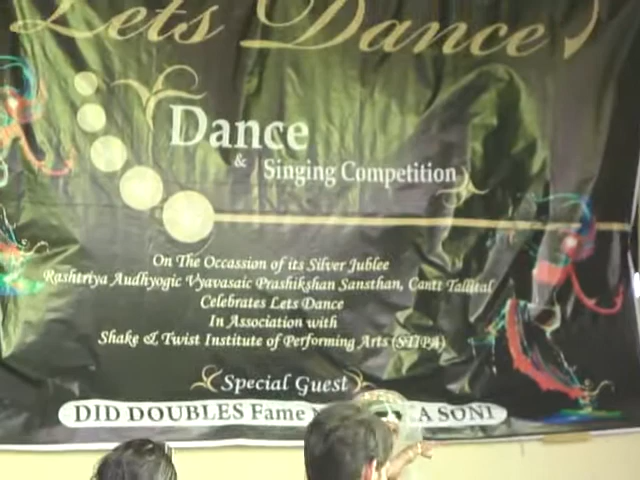 Lets Dance
Dance
& Singing Competition
On The Occassion of its Silver Jublee
Rashtriya Audhyogic Vyavasaic Prashikshan Sansthan, Cantt Tallital
Celebrates Lets Dance
In Association with
Shake & Twist Institute of Performing Arts (STIPA)
Special Guest
DID DOUBLES Fame SONI